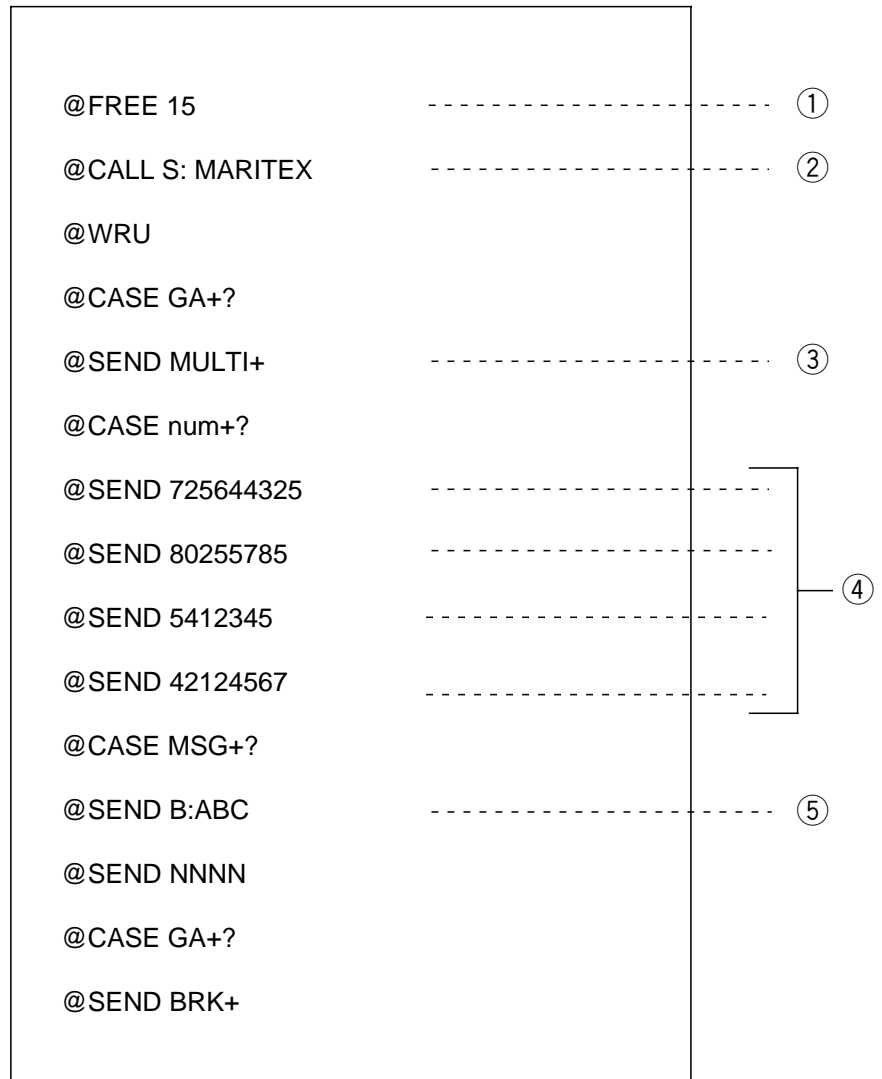 @FREE 15 ①
@CALL S: MARITEX ②
@WRU
@CASE GA+?
@SEND MULTI+ ③
@CASE num+?
@SEND 725644325
@SEND 80255785
④
@SEND 5412345
@SEND 42124567
@CASE MSG+?
@SEND B:ABC ⑤
@SEND NNNN
@CASE GA+?
@SEND BRK+